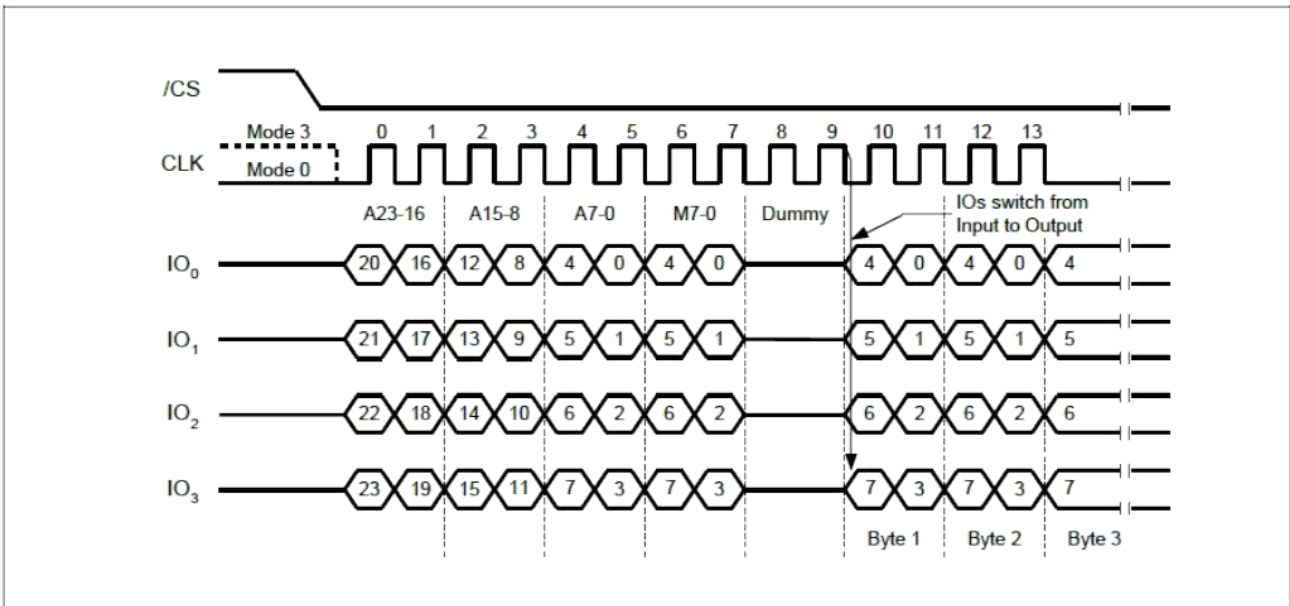 /CS
Mode 3 0 1 2 3 4 5 6 7 8 9 10 11 12 13
CLK
Mode 0
A23-16 A15-8 A7-0 M7-0 Dummy
IOs switch from
Input to Output
IO0 20 16 12 8 4 0 4 0 4 0 4 0 4
IO1 21 17 13 9 5 1 5 1 5 1 5 1 5
IO2 22 18 14 10 6 2 6 2 6 2 6 2 6
IO3 23 19 15 11 7 3 7 3 7 3 7 3 7
Byte 1 Byte 2 Byte 3